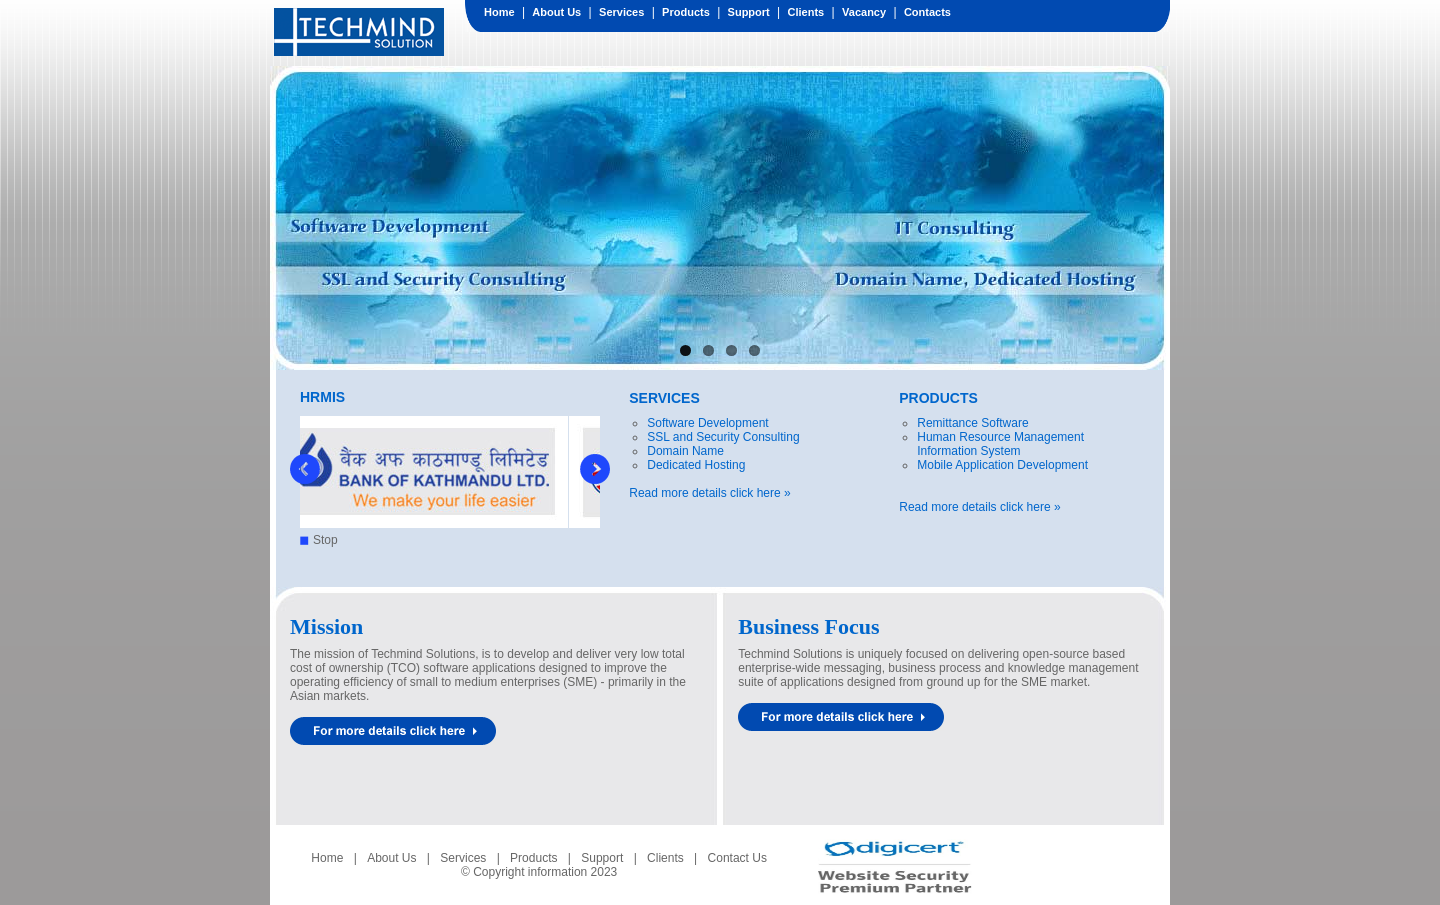 TECHMIND
SOLUTION
Home | About Us | Services | Products | Support | Clients | Vacancy | Contacts
Software Development
IT Consulting
SSL and Security Consulting
Domain Name, Dedicated Hosting
HRMIS
बैंक अफ काठमाण्डू लिमिटेड
BANK OF KATHMANDU LTD.
We make your life easier
Stop
SERVICES
Software Development
SSL and Security Consulting
Domain Name
Dedicated Hosting
Read more details click here »
PRODUCTS
Remittance Software
Human Resource Management
Information System
Mobile Application Development
Read more details click here »
Mission
The mission of Techmind Solutions, is to develop and deliver very low total
cost of ownership (TCO) software applications designed to improve the
operating efficiency of small to medium enterprises (SME) - primarily in the
Asian markets.
For more details click here
Business Focus
Techmind Solutions is uniquely focused on delivering open-source based
enterprise-wide messaging, business process and knowledge management
suite of applications designed from ground up for the SME market.
For more details click here
Home | About Us | Services | Products | Support | Clients | Contact Us
© Copyright information 2023
digicert
Website Security
Premium Partner